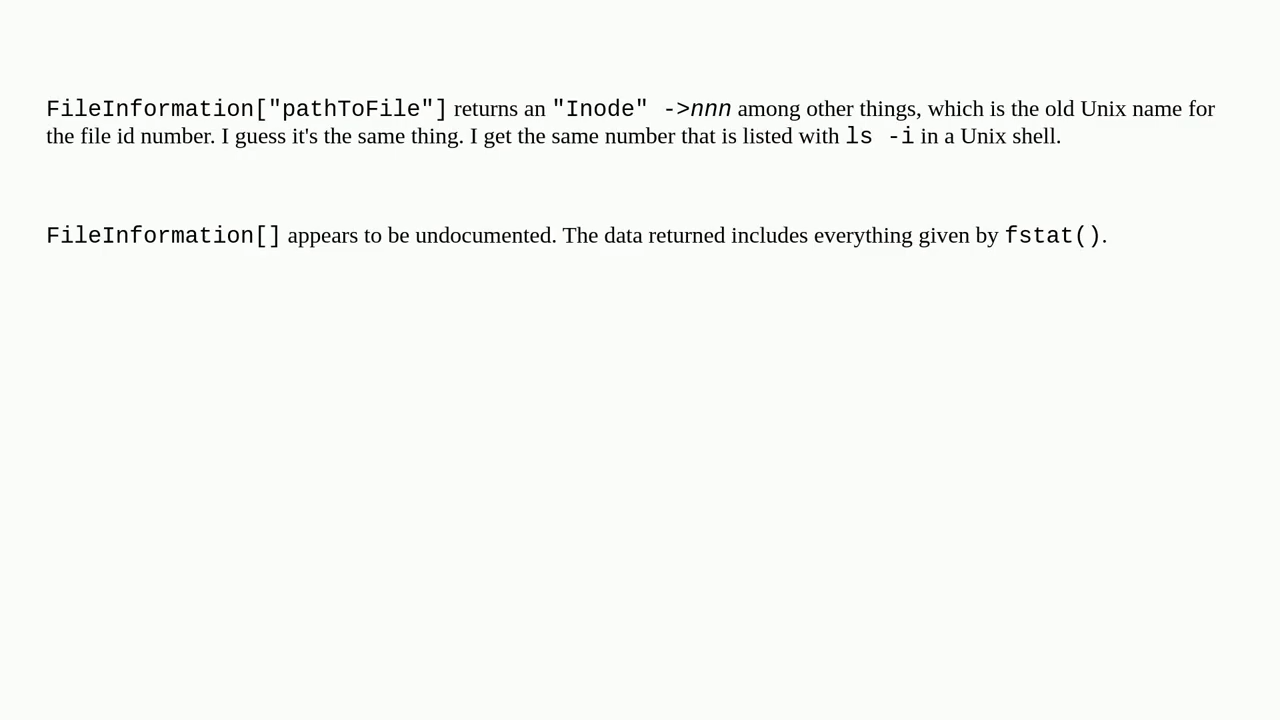 FileInformation["pathToFile"] returns an "Inode" ->nnn among other things, which is the old Unix name for
the file id number. I guess it's the same thing. I get the same number that is listed with ls -i in a Unix shell.
FileInformation[] appears to be undocumented. The data returned includes everything given by fstat().